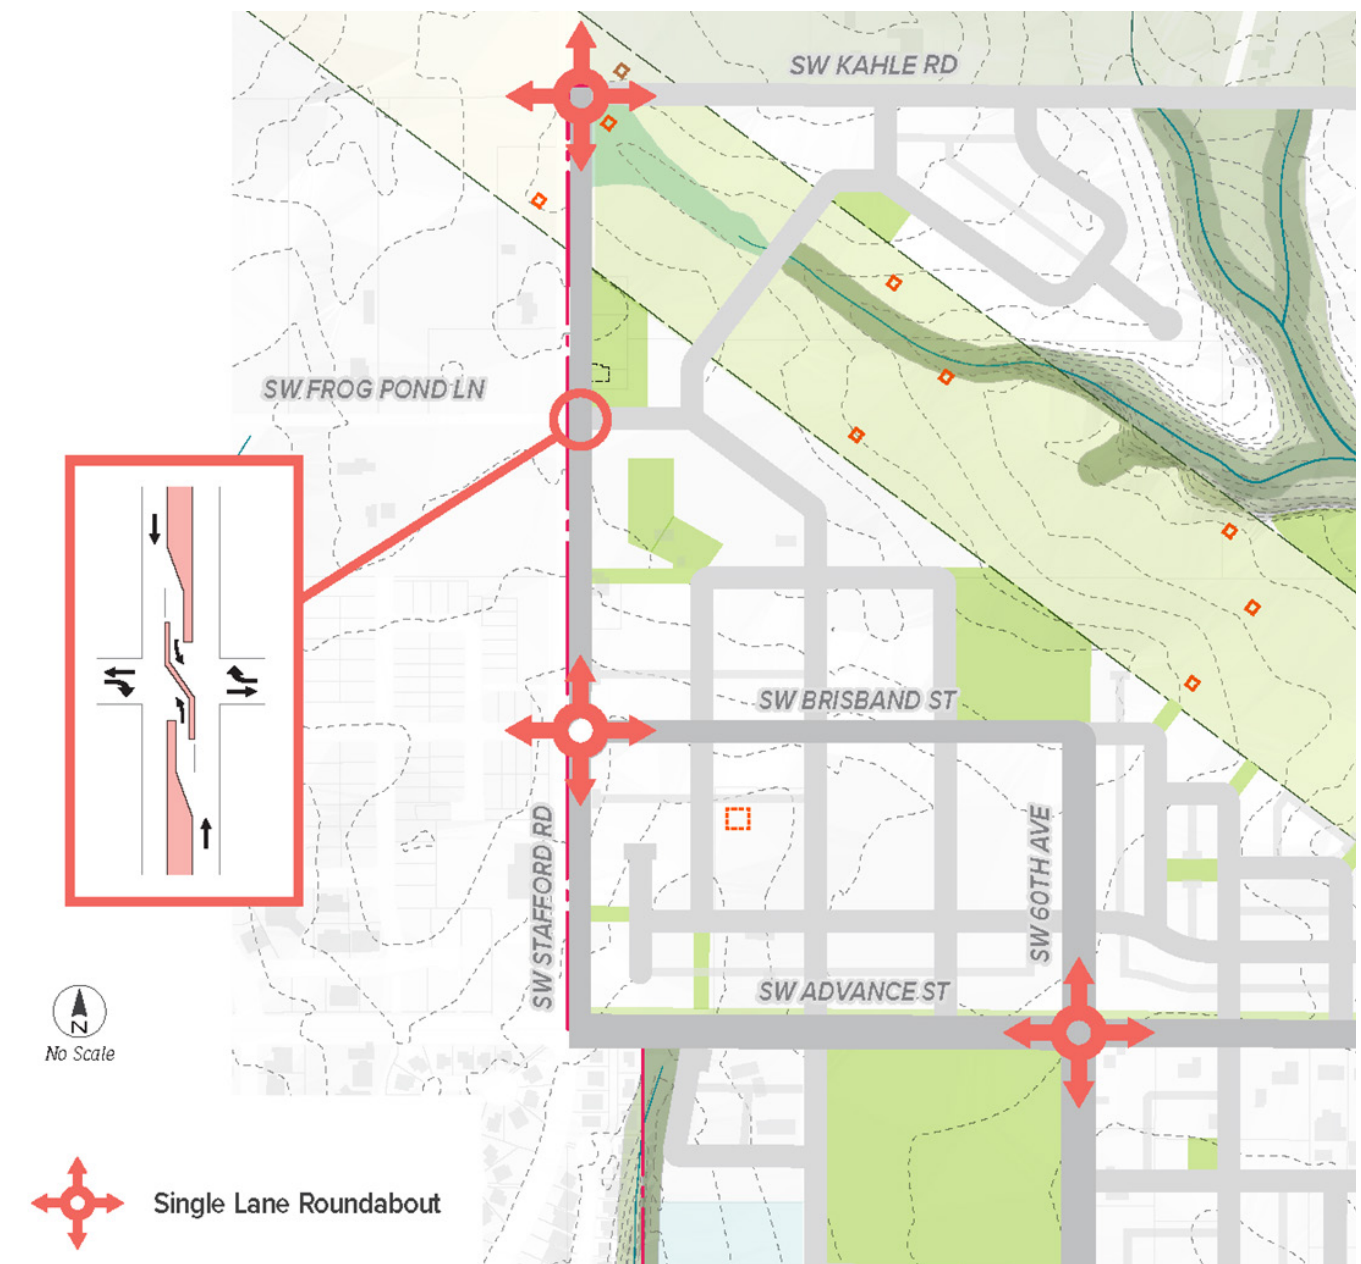 SW KAHLE RD
SW FROG POND LN
SW BRISBAND ST
SW STAFFORD RD
SW 60TH AVE
SW ADVANCE ST
N
No Scale
Single Lane Roundabout